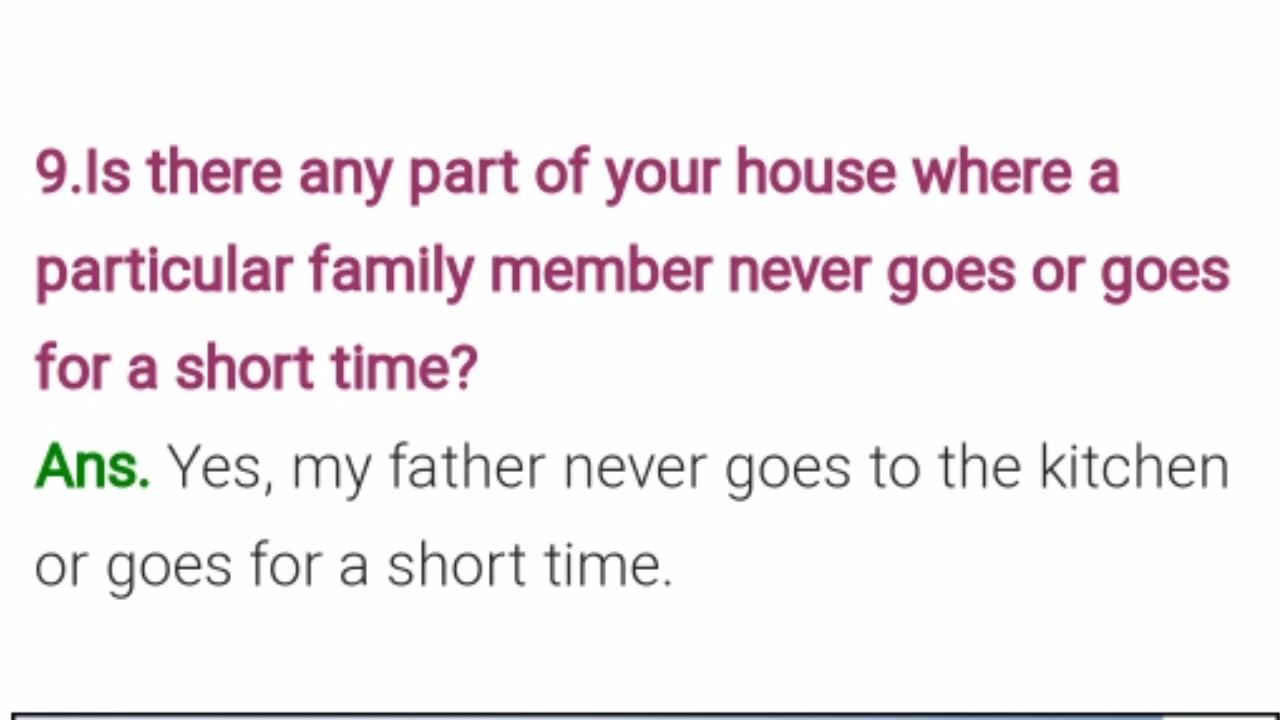 9.Is there any part of your house where a
particular family member never goes or goes
for a short time?
Ans. Yes, my father never goes to the kitchen
or goes for a short time.